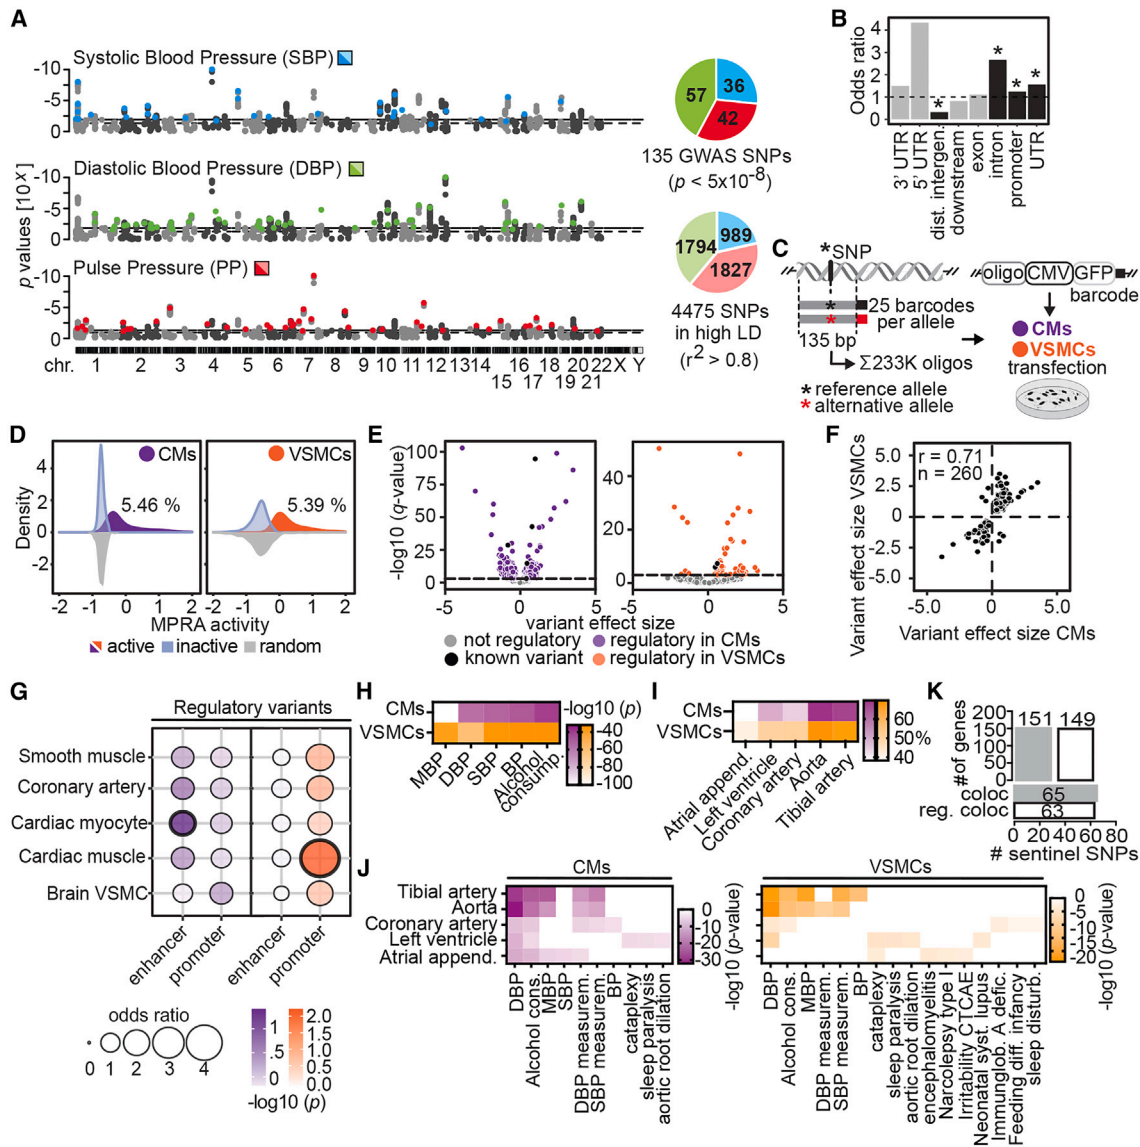 A
Systolic Blood Pressure (SBP)
-10
-5
0
Diastolic Blood Pressure (DBP)
-10
-5
0
Pulse Pressure (PP)
-10
-5
0
p values [10^x]
chr. 1 2 3 4 5 6 7 8 9 10 11 12 1314 15 16 17 18 19 20 21 22 X Y
57 36 42
135 GWAS SNPs
(p < 5x10^-8)
1794 989 1827
4475 SNPs
in high LD
(r^2 > 0.8)
B
Odds ratio
4
3
2
1
0
* * * *
3' UTR
5' UTR
dist. intergen.
downstream
exon
intron
promoter
UTR
C
*SNP
* 25 barcodes
* per allele
135 bp
Σ233K oligos
* reference allele
* alternative allele
oligo CMV GFP
barcode
CMs
VSMCs
transfection
D
CMs
5.46 %
VSMCs
5.39 %
Density
4
2
0
-2
-2 -1 0 1 2
-2 -1 0 1 2
MPRA activity
active inactive random
E
-log10 (q-value)
100
75
50
25
0
-5 0 5
40
20
0
0 5
variant effect size
not regulatory regulatory in CMs
known variant regulatory in VSMCs
F
Variant effect size VSMCs
r = 0.71
n = 260
5.0
2.5
0
-2.5
-5.0
-5.0 0 5.0
Variant effect size CMs
G
Regulatory variants
Smooth muscle
Coronary artery
Cardiac myocyte
Cardiac muscle
Brain VSMC
enhancer
promoter
enhancer
promoter
odds ratio
0 1 2 3 4
1
.5
0
2.0
1.5
1.0
0.0
-log10 (p)
H
CMs
VSMCs
MBP
DBP
SBP
BP
Alcohol
consump.
-log10 (p)
-40
-60
-80
-100
I
CMs
VSMCs
Atrial append.
Left ventricle
Coronary artery
Aorta
Tibial artery
60
50%
40
K
# of genes
200
150
100
50
0
151 149
coloc 65
reg. coloc 63
0 20 40 60 80
# sentinel SNPs
J
CMs
Tibial artery
Aorta
Coronary artery
Left ventricle
Atrial append.
DBP
Alcohol cons.
MBP
SBP
DBP measurem.
SBP measurem.
BP
cataplexy
sleep paralysis
aortic root dilation
0
-10
-20
-30
-log10 (p-value)
VSMCs
DBP
Alcohol cons.
MBP
DBP measurem.
SBP measurem.
BP
cataplexy
sleep paralysis
aortic root dilation
encephalomyelitis
Narcolepsy type I
Irritability CTCAE
Neonatal syst. lupus
Immunglob. A defic.
Feeding diff. infancy
sleep disturb.
0
-5
-10
-15
-20
-log10 (p-value)